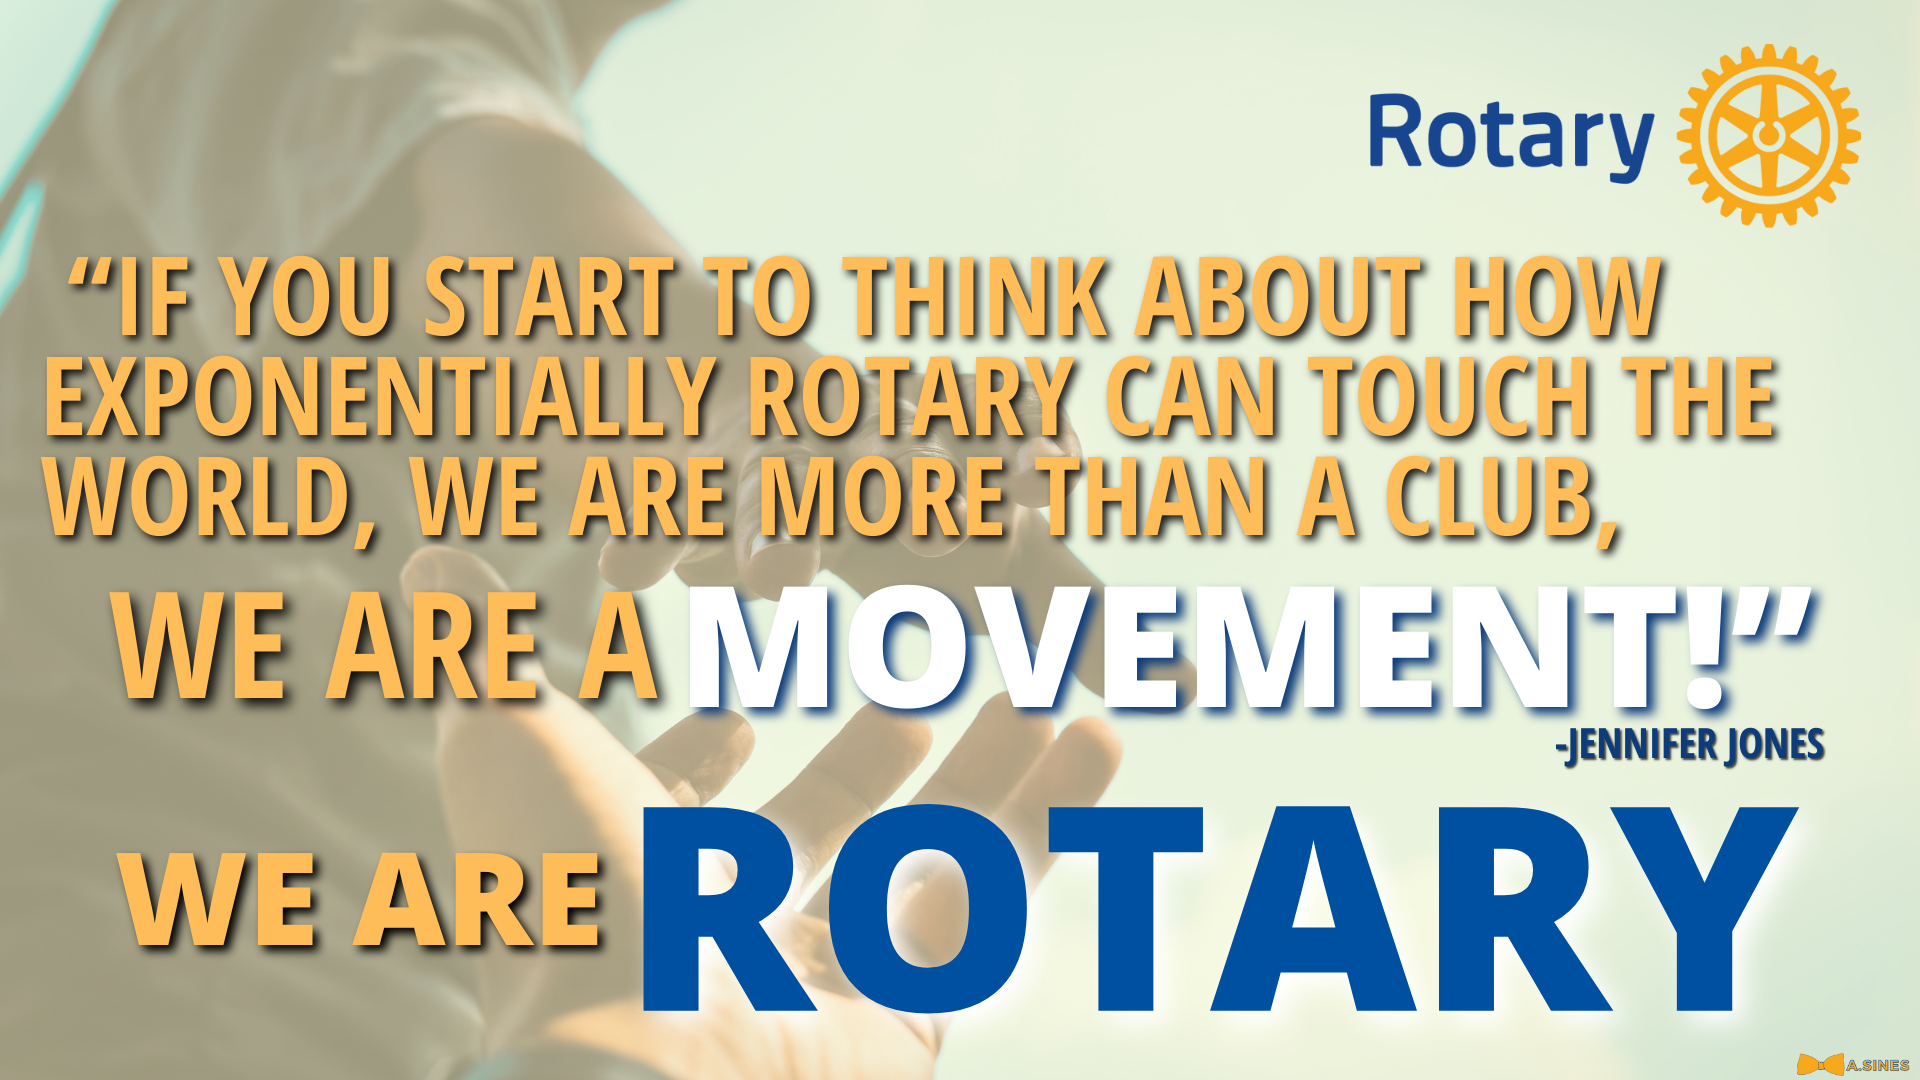 Rotary
“IF YOU START TO THINK ABOUT HOW
EXPONENTIALLY ROTARY CAN TOUCH THE
WORLD, WE ARE MORE THAN A CLUB,
WE ARE A MOVEMENT!”
-JENNIFER JONES
WE ARE ROTARY
A.SINES